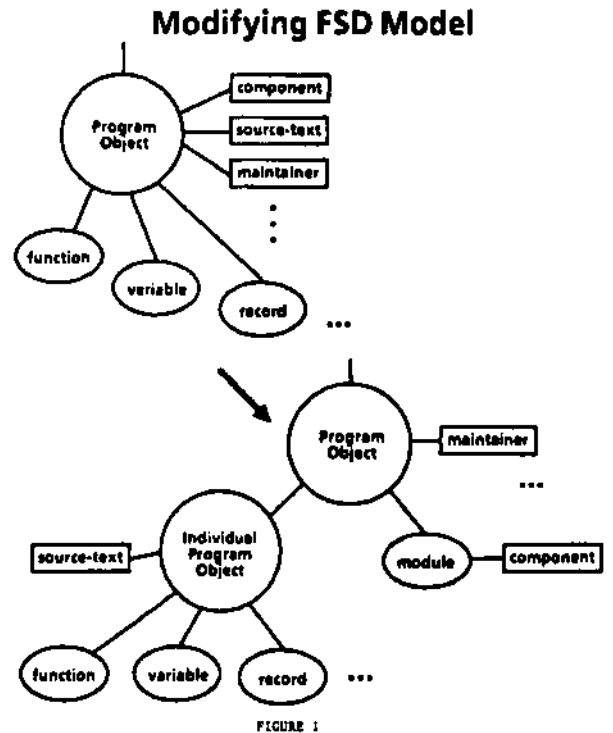 Modifying FSD Model
component
Program
Object
source-text
maintainer
function
veriable
record
...
Program
Object
maintainer
...
Individual
Program
Object
source-text
module
component
function
variable
record
...
FIGURE 1